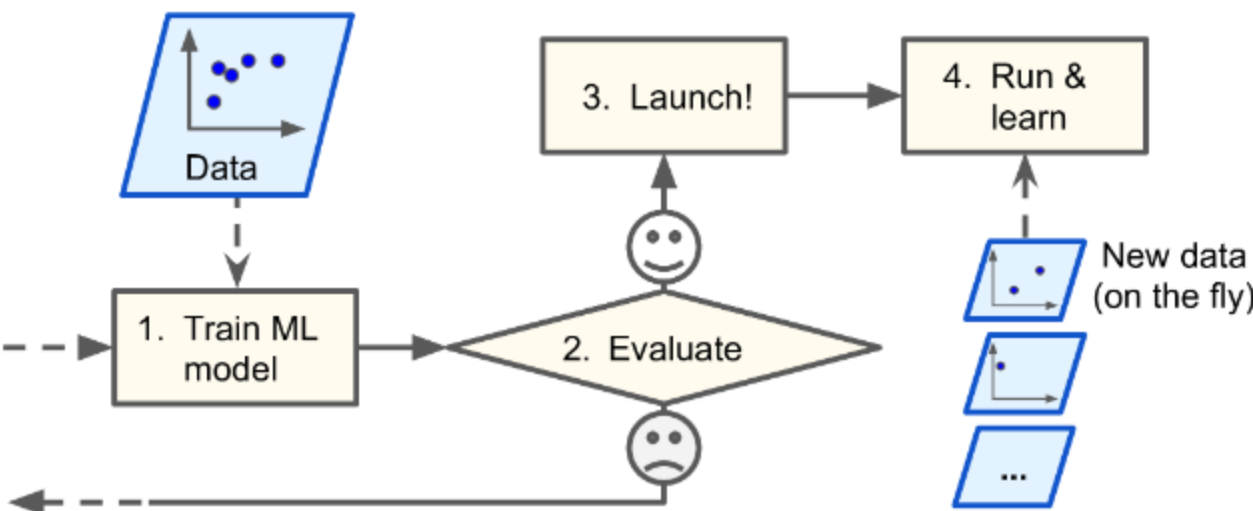 Data
1. Train ML
model
2. Evaluate
3. Launch!
4. Run &
learn
New data
(on the fly)
...